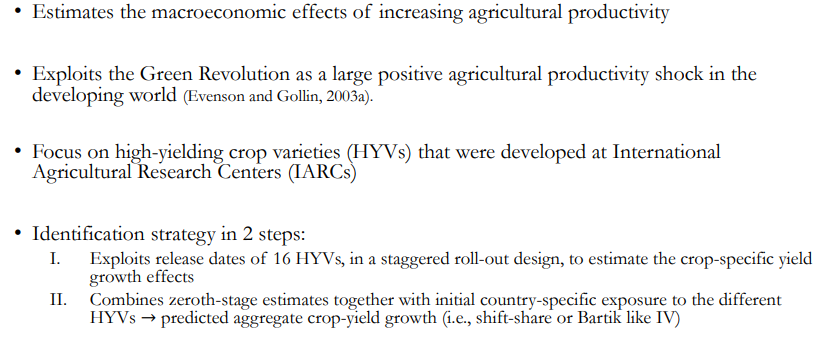 • Estimates the macroeconomic effects of increasing agricultural productivity
• Exploits the Green Revolution as a large positive agricultural productivity shock in the
developing world (Evenson and Gollin, 2003a).
• Focus on high-yielding crop varieties (HYVs) that were developed at International
Agricultural Research Centers (IARCs)
• Identification strategy in 2 steps:
I. Exploits release dates of 16 HYVs, in a staggered roll-out design, to estimate the crop-specific yield
growth effects
II. Combines zeroth-stage estimates together with initial country-specific exposure to the different
HYVs → predicted aggregate crop-yield growth (i.e., shift-share or Bartik like IV)